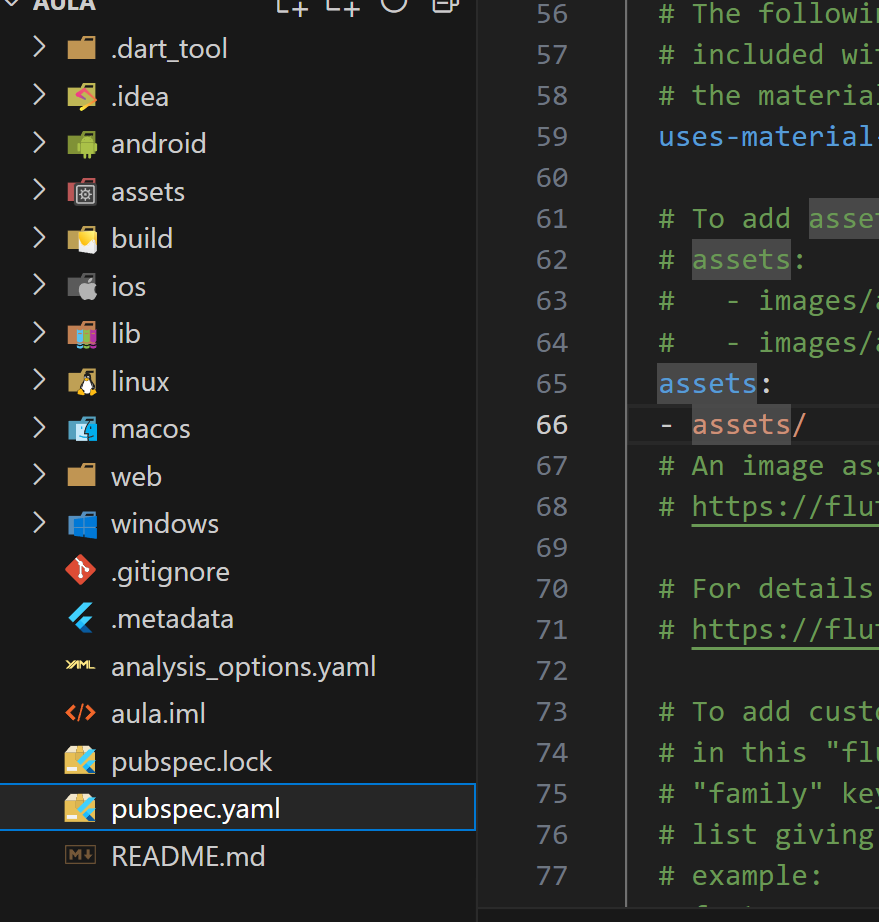 AULA
.dart_tool
.idea
android
assets
build
ios
lib
linux
macos
web
windows
.gitignore
.metadata
analysis_options.yaml
aula.iml
pubspec.lock
pubspec.yaml
README.md
56 # The followin
57 # included wi
58 # the material
59 uses-material-
60
61 # To add asse
62 # assets:
63 #   - images/a
64 #   - images/a
65 assets:
66 - assets/
67 # An image ass
68 # https://flu
69
70 # For details
71 # https://flu
72
73 # To add custo
74 # in this "flu
75 # "family" key
76 # list giving
77 # example: